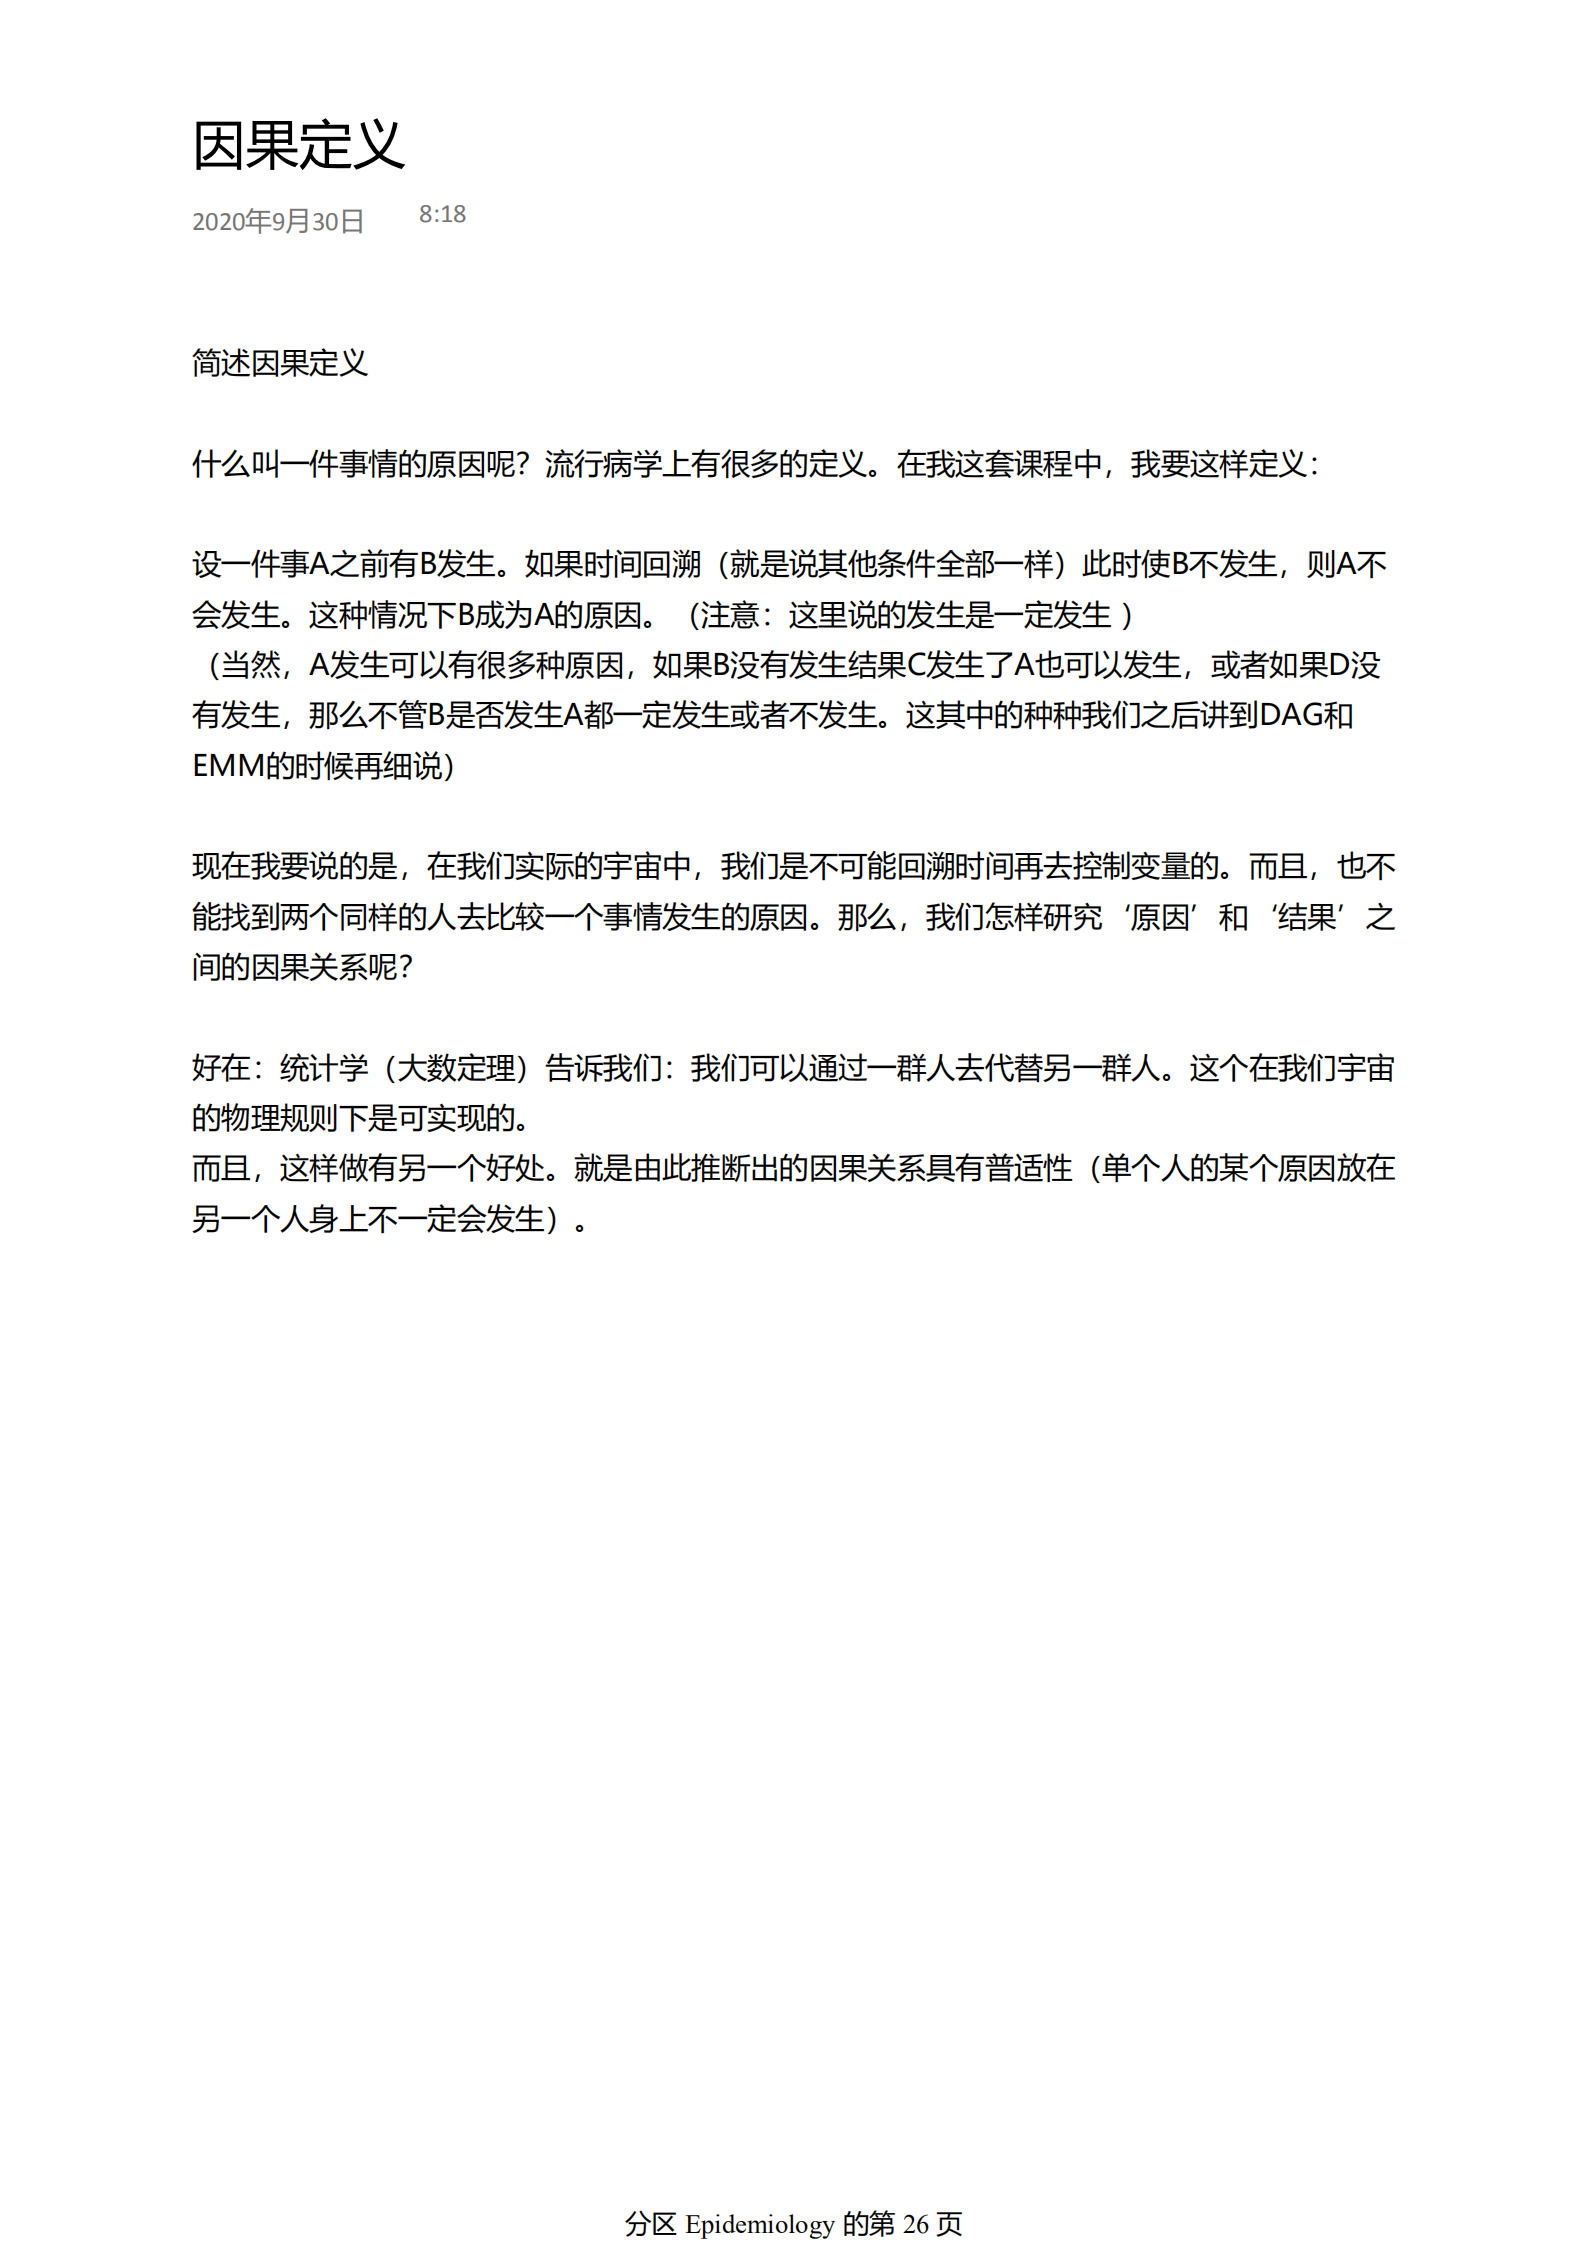 因果定义
2020年9月30日 8:18
简述因果定义
什么叫一件事情的原因呢？流行病学上有很多的定义。在我这套课程中，我要这样定义：
设一件事A之前有B发生。如果时间回溯（就是说其他条件全部一样）此时使B不发生，则A不
会发生。这种情况下B成为A的原因。（注意：这里说的发生是一定发生 ）
（当然，A发生可以有很多种原因，如果B没有发生结果C发生了A也可以发生，或者如果D没
有发生，那么不管B是否发生A都一定发生或者不发生。这其中的种种我们之后讲到DAG和
EMM的时候再细说）
现在我要说的是，在我们实际的宇宙中，我们是不可能回溯时间再去控制变量的。而且，也不
能找到两个同样的人去比较一个事情发生的原因。那么，我们怎样研究‘原因’和‘结果’之
间的因果关系呢？
好在：统计学（大数定理）告诉我们：我们可以通过一群人去代替另一群人。这个在我们宇宙
的物理规则下是可实现的。
而且，这样做有另一个好处。就是由此推断出的因果关系具有普适性（单个人的某个原因放在
另一个人身上不一定会发生）。
分区 Epidemiology 的第 26 页